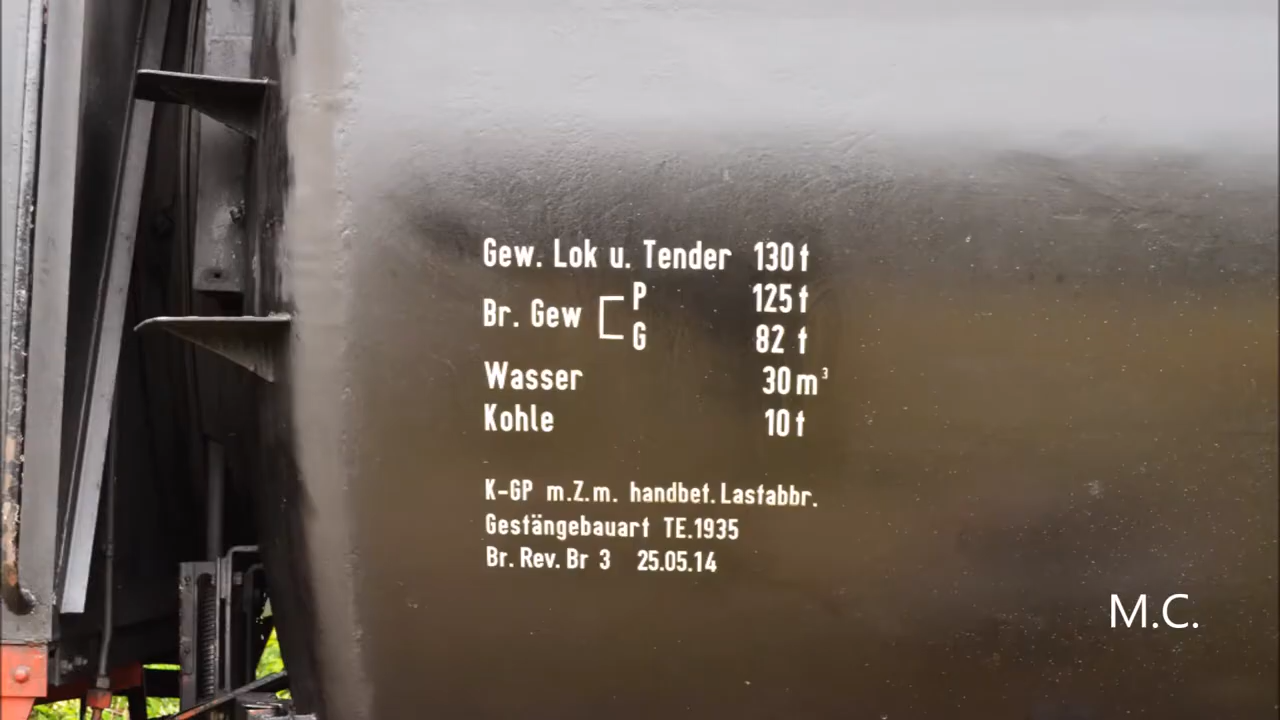 Gew. Lok u. Tender 130 t
Br. Gew P 125 t
G 82 t
Wasser 30 m³
Kohle 10 t
K-GP m.Z.m. handbet. Lastabbr.
Gestängebauart TE.1935
Br. Rev. Br 3 25.05.14
M.C.